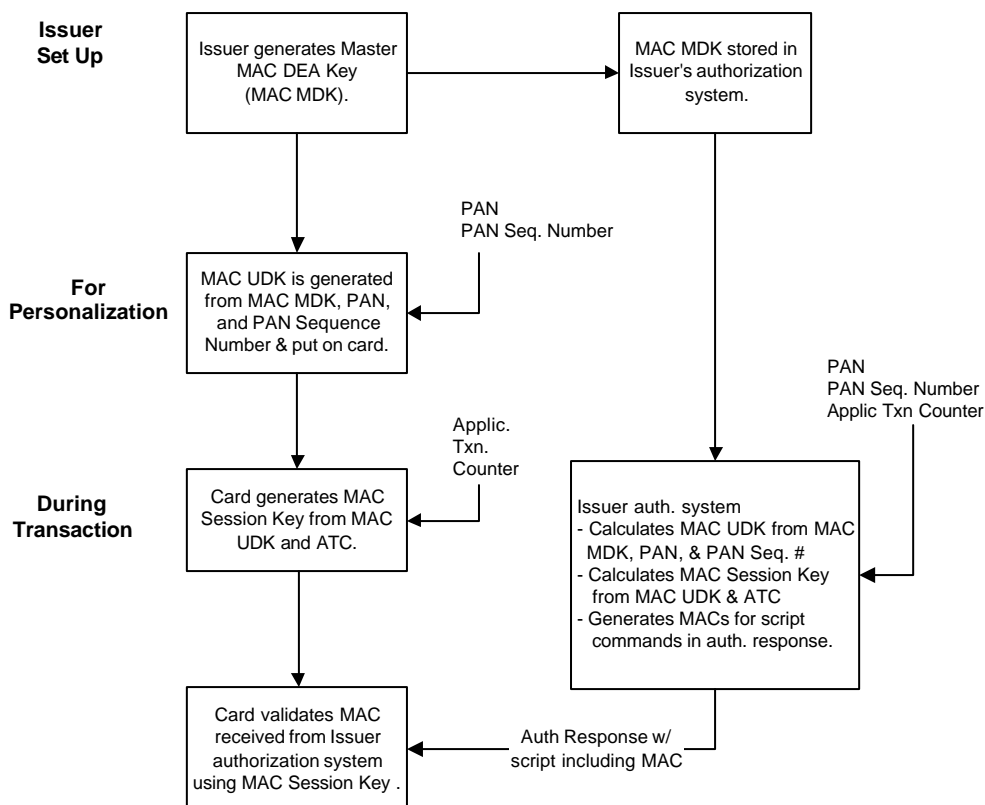 Issuer
Set Up
Issuer generates Master
MAC DEA Key
(MAC MDK).
MAC MDK stored in
Issuer's authorization
system.
PAN
PAN Seq. Number
For
Personalization
MAC UDK is generated
from MAC MDK, PAN,
and PAN Sequence
Number & put on card.
PAN
PAN Seq. Number
Applic Txn Counter
Applic.
Txn.
Counter
During
Transaction
Card generates MAC
Session Key from MAC
UDK and ATC.
Issuer auth. system
- Calculates MAC UDK from MAC
MDK, PAN, & PAN Seq. #
- Calculates MAC Session Key
from MAC UDK & ATC
- Generates MACs for script
commands in auth. response.
Card validates MAC
received from Issuer
authorization system
using MAC Session Key .
Auth Response w/
script including MAC